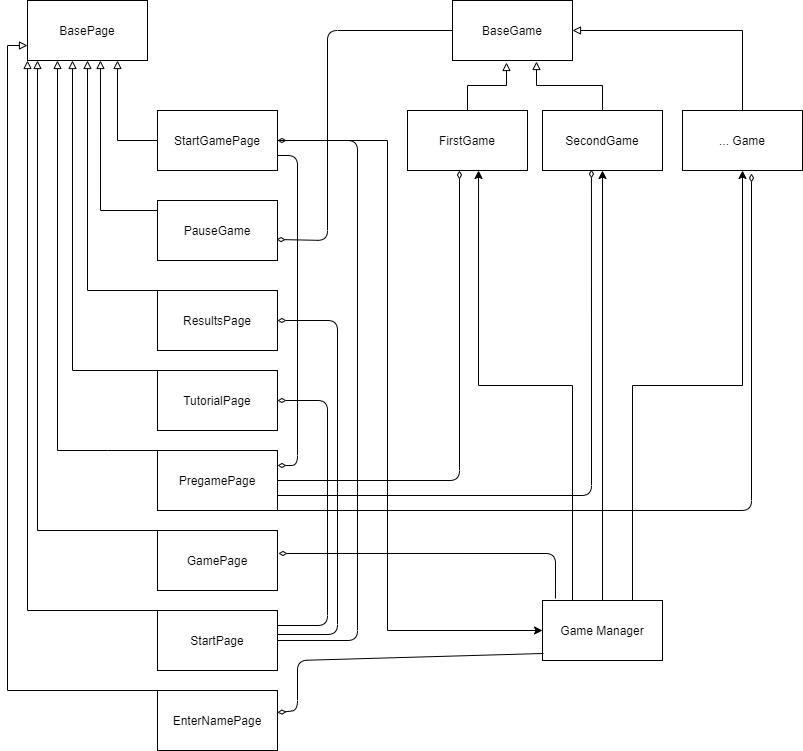 BasePage
BaseGame
StartGamePage
FirstGame
SecondGame
... Game
PauseGame
ResultsPage
TutorialPage
PregamePage
GamePage
StartPage
Game Manager
EnterNamePage